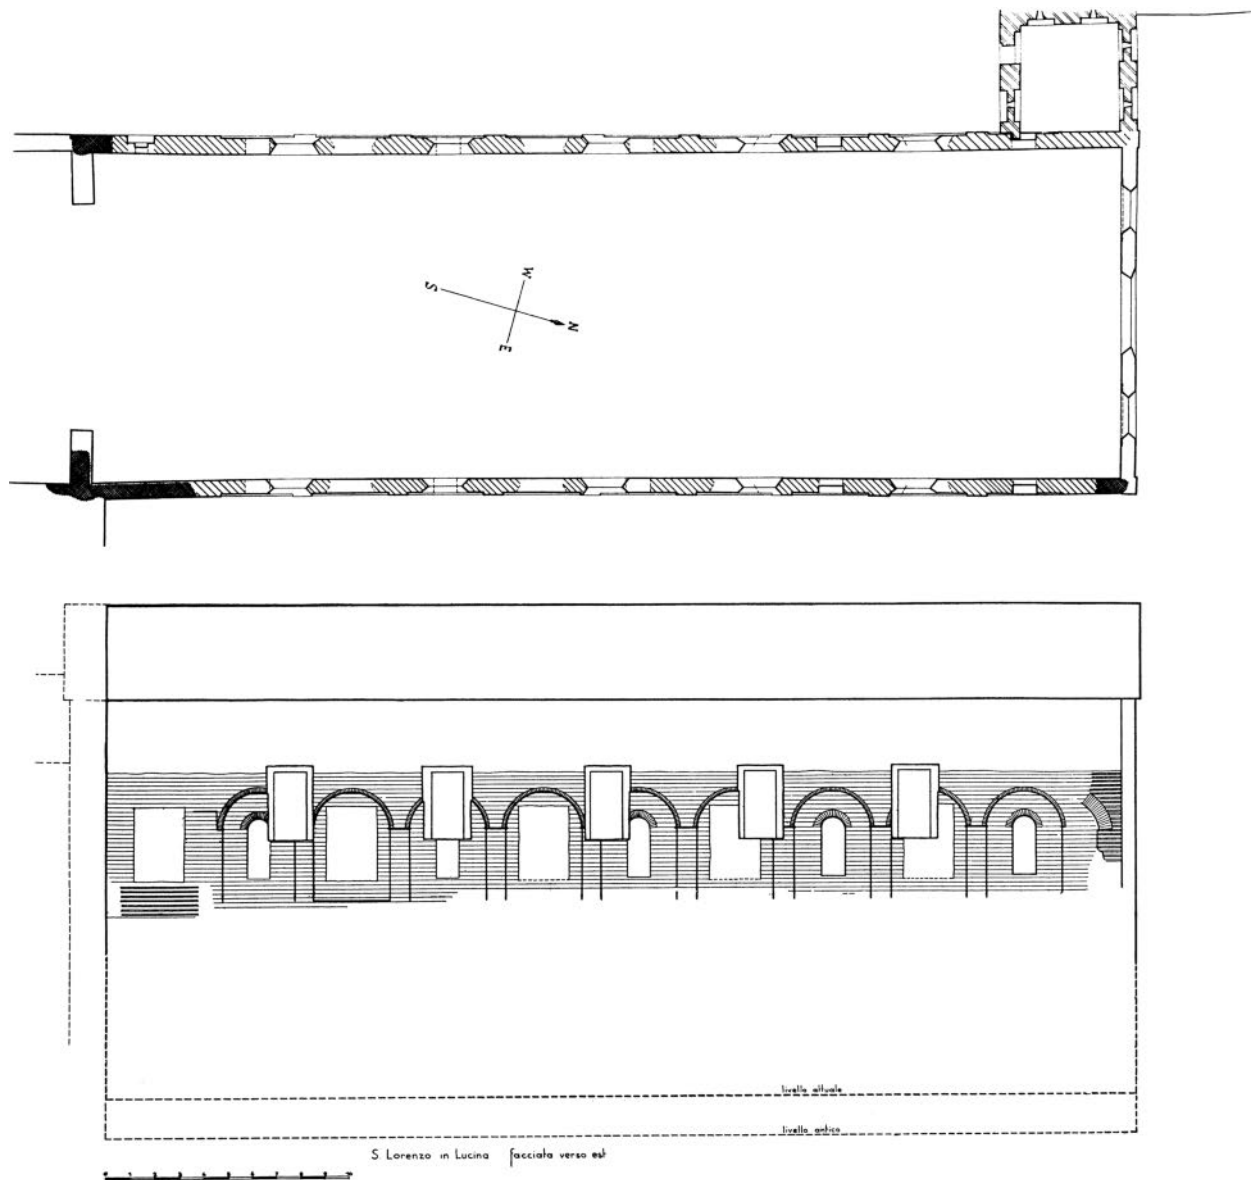 W
S
N
E
livello attuale
livello antico
S. Lorenzo in Lucina facciata verso est